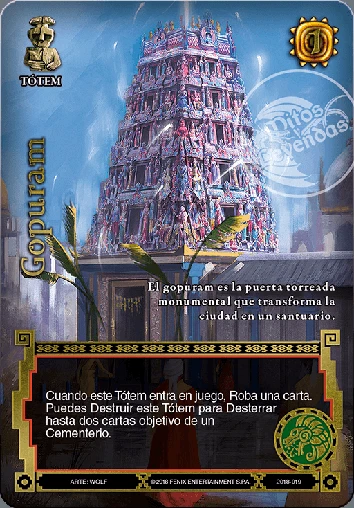 TÓTEM
1
Mitos
Leyendas
Gopuram
El gopuram es la puerta torreada
monumental que transforma la
ciudad en un santuario.
Cuando este Tótem entra en juego, Roba una carta.
Puedes Destruir este Tótem para Desterrar
hasta dos cartas objetivo de un
Cementerio.
ARTE: WOLF
©2018 FENIX ENTERTAINMENT S.P.A.
2018-019